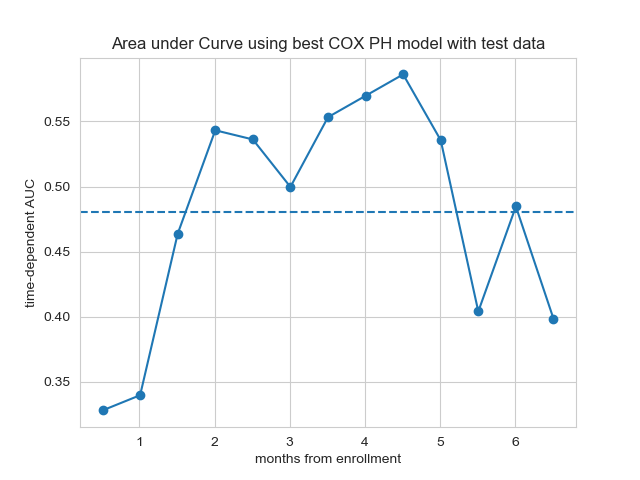 Area under Curve using best COX PH model with test data
time-dependent AUC
0.55
0.50
0.45
0.40
0.35
1 2 3 4 5 6
months from enrollment